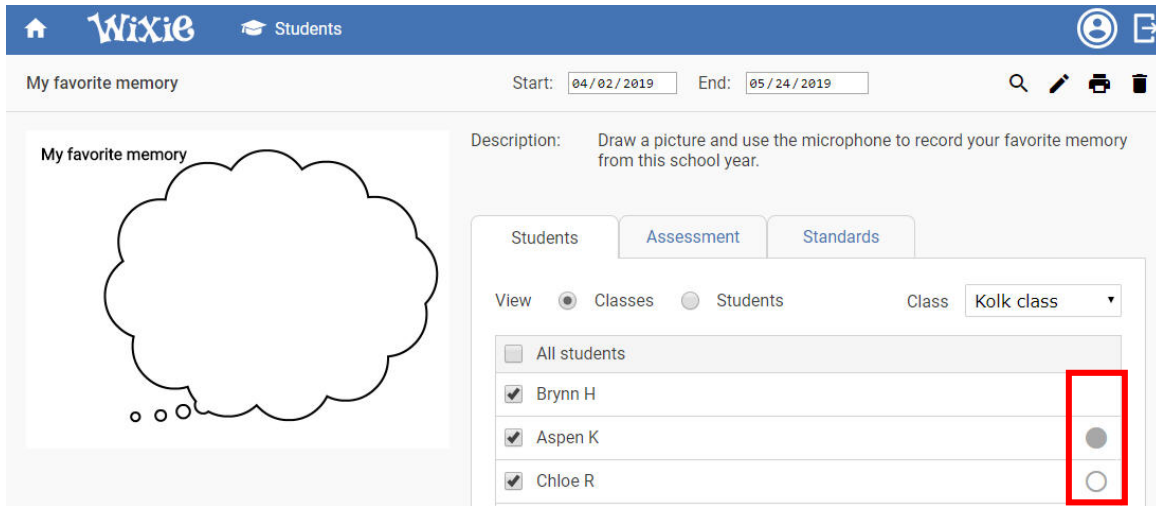 Wixie Students
My favorite memory Start: 04/02/2019 End: 05/24/2019
My favorite memory
Description: Draw a picture and use the microphone to record your favorite memory
from this school year.
Students Assessment Standards
View Classes Students Class Kolk class
All students
Brynn H
Aspen K
Chloe R